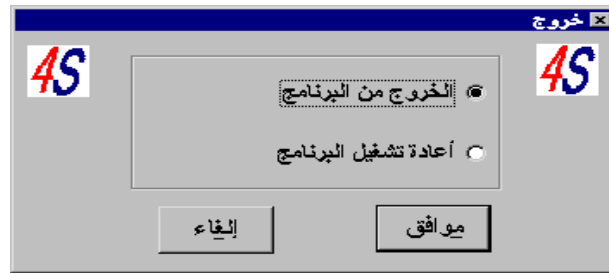 خروج
4S
4S
الخروج من البرنامج
أعادة تشغيل البرنامج
موافق
إلغاء